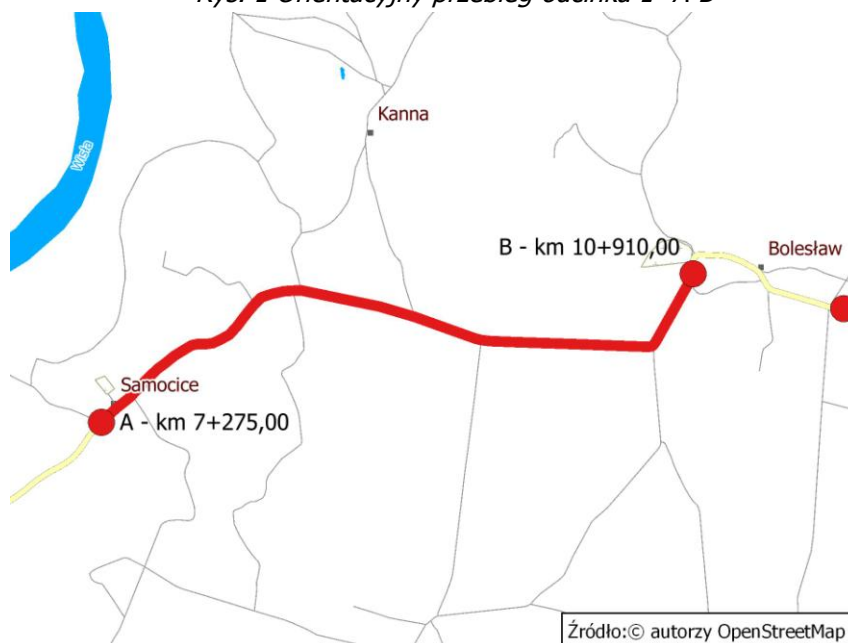 Rys. 1 Orientacyjny przebieg odcinka 1 A-B
Kanna
Wisła
B - km 10+910,00
Bolesław
Samocice
A - km 7+275,00
Źródło:© autorzy OpenStreetMap